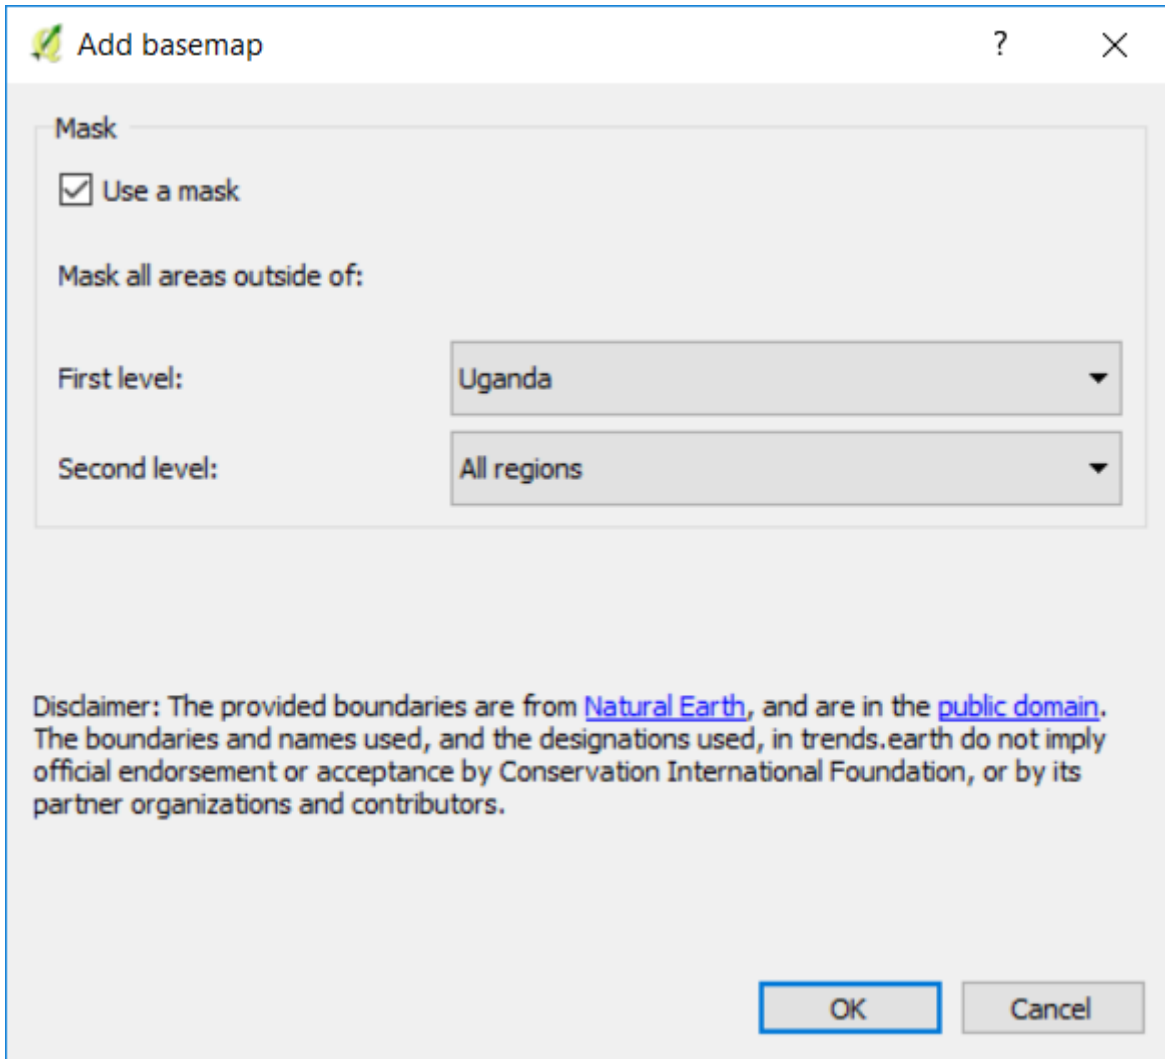 Add basemap
?
Mask
Use a mask
Mask all areas outside of:
First level: Uganda
Second level: All regions
Disclaimer: The provided boundaries are from Natural Earth, and are in the public domain.
The boundaries and names used, and the designations used, in trends.earth do not imply
official endorsement or acceptance by Conservation International Foundation, or by its
partner organizations and contributors.
OK Cancel